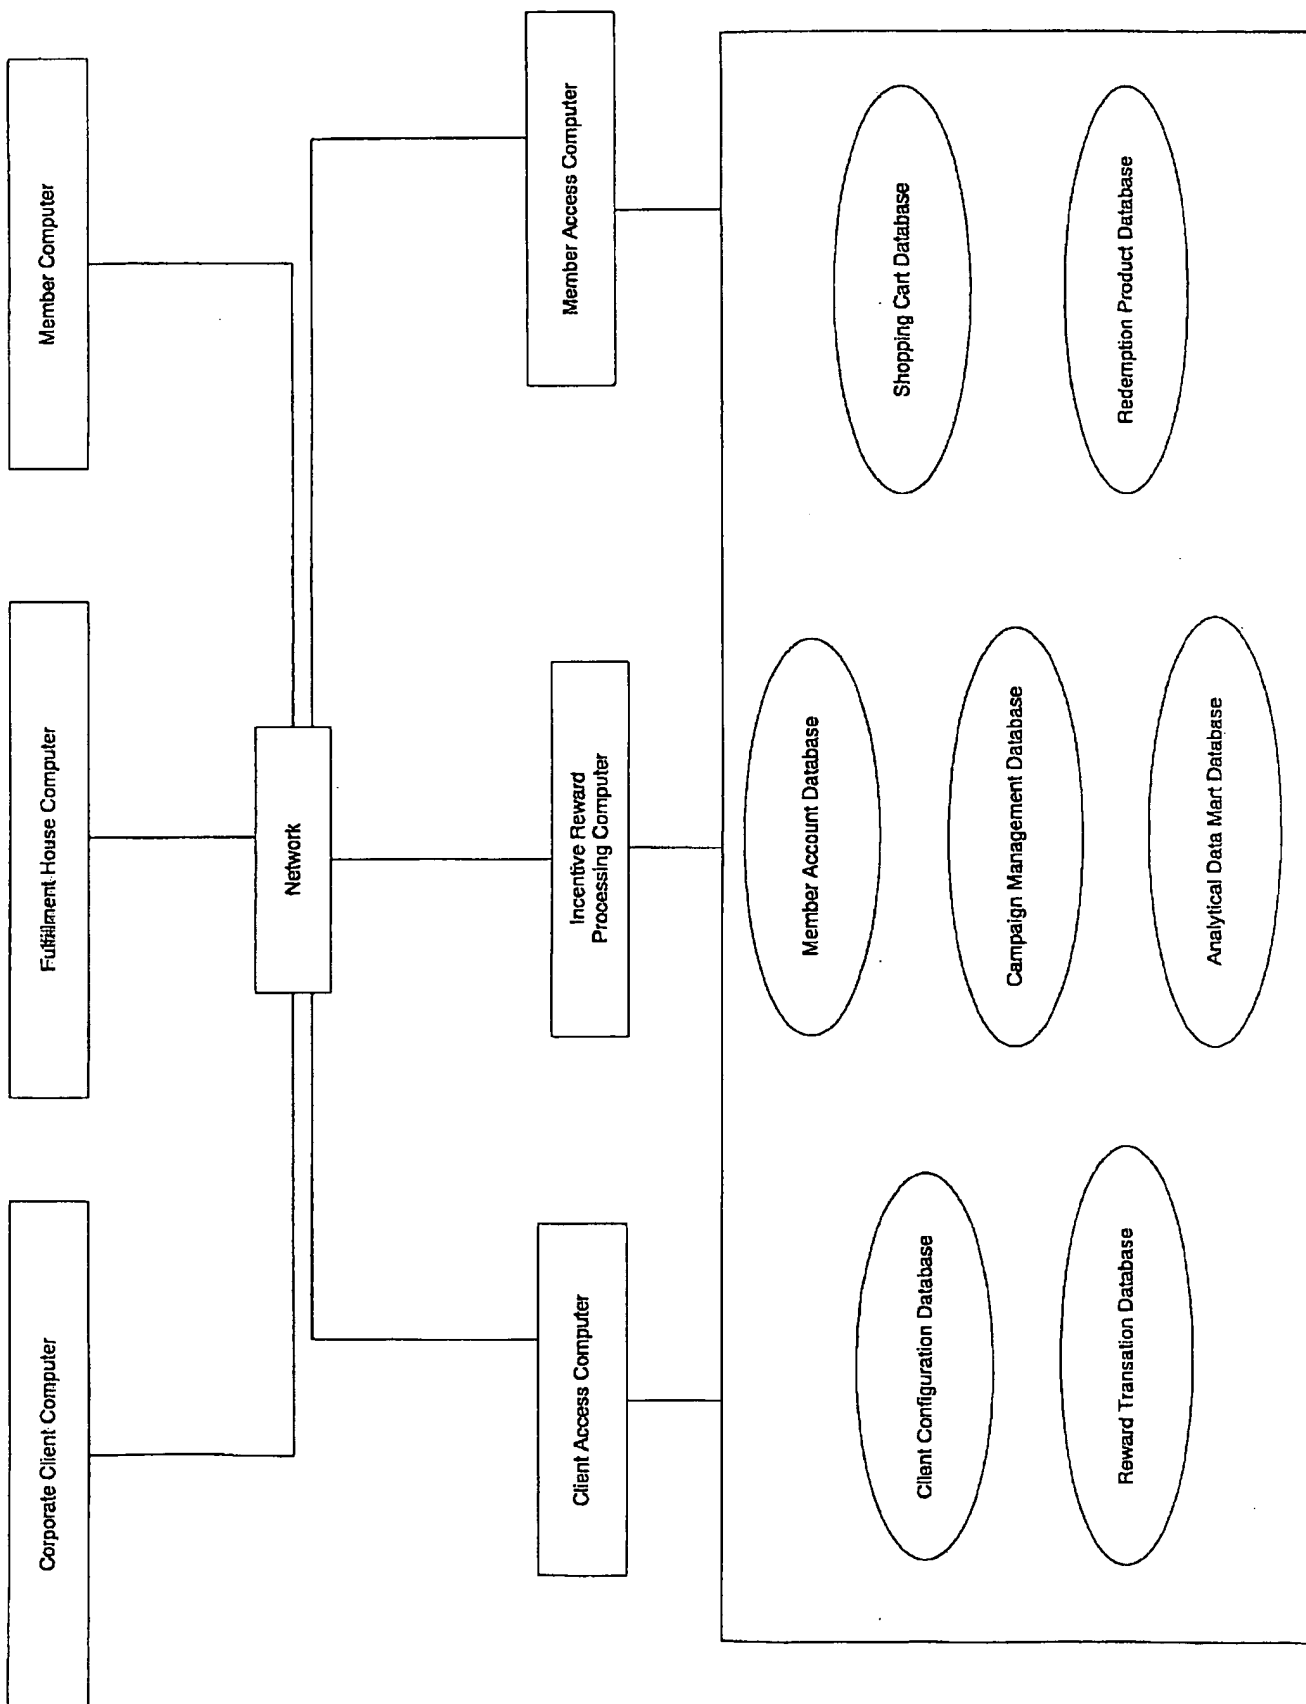 Corporate Client Computer
Fulfillment House Computer
Member Computer
Network
Client Access Computer
Incentive Reward
Processing Computer
Member Access Computer
Client Configuration Database
Reward Transation Database
Member Account Database
Campaign Management Database
Analytical Data Mart Database
Shopping Cart Database
Redemption Product Database